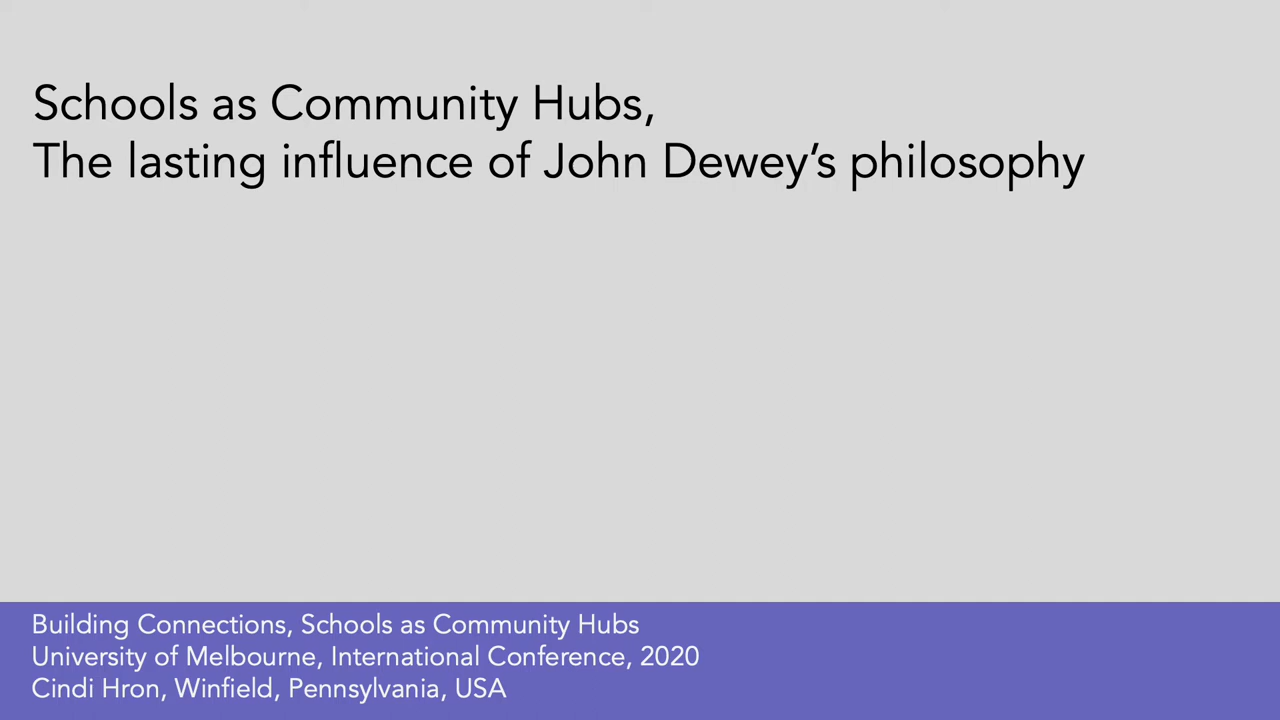 Schools as Community Hubs,
The lasting influence of John Dewey’s philosophy
Building Connections, Schools as Community Hubs
University of Melbourne, International Conference, 2020
Cindi Hron, Winfield, Pennsylvania, USA